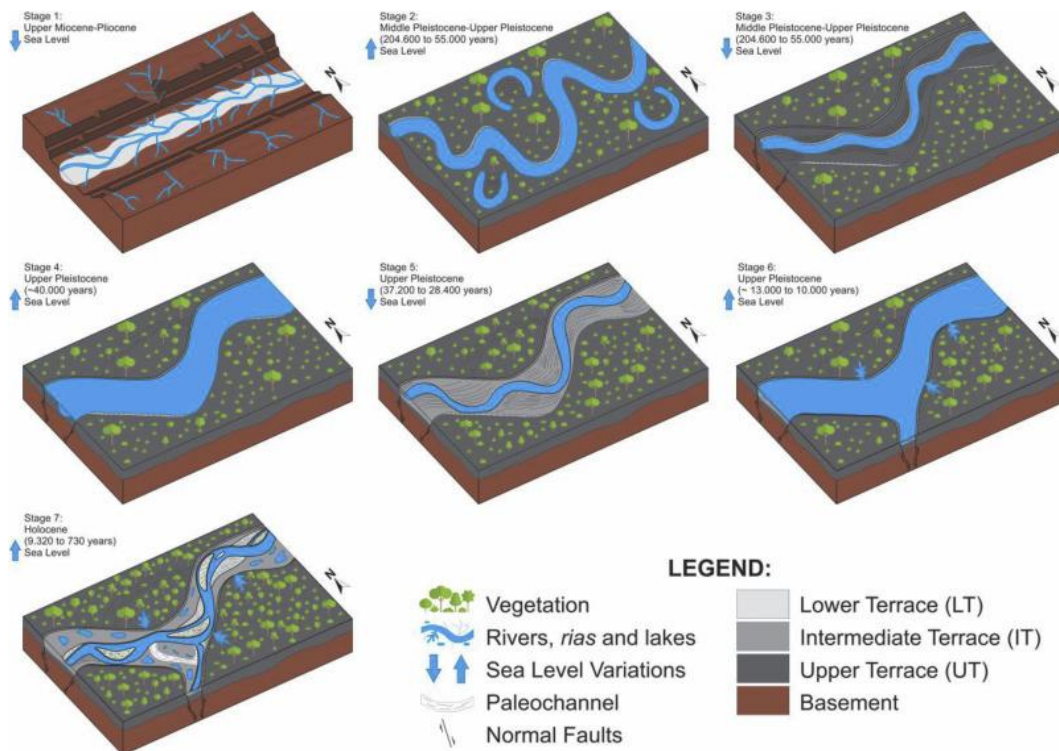 Stage 1:
Upper Miocene-Pliocene
Sea Level
Stage 2:
Middle Pleistocene-Upper Pleistocene
(204.600 to 55.000 years)
Sea Level
Stage 3:
Middle Pleistocene-Upper Pleistocene
(204.600 to 55.000 years)
Sea Level
N
N
N
Stage 4:
Upper Pleistocene
(~40.000 years)
Sea Level
Stage 5:
Upper Pleistocene
(37.200 to 28.400 years)
Sea Level
Stage 6:
Upper Pleistocene
(~ 13.000 to 10.000 years)
Sea Level
N
N
N
Stage 7:
Holocene
(9.320 to 730 years)
Sea Level
N
LEGEND:
Vegetation
Rivers, rias and lakes
Sea Level Variations
Paleochannel
Normal Faults
Lower Terrace (LT)
Intermediate Terrace (IT)
Upper Terrace (UT)
Basement